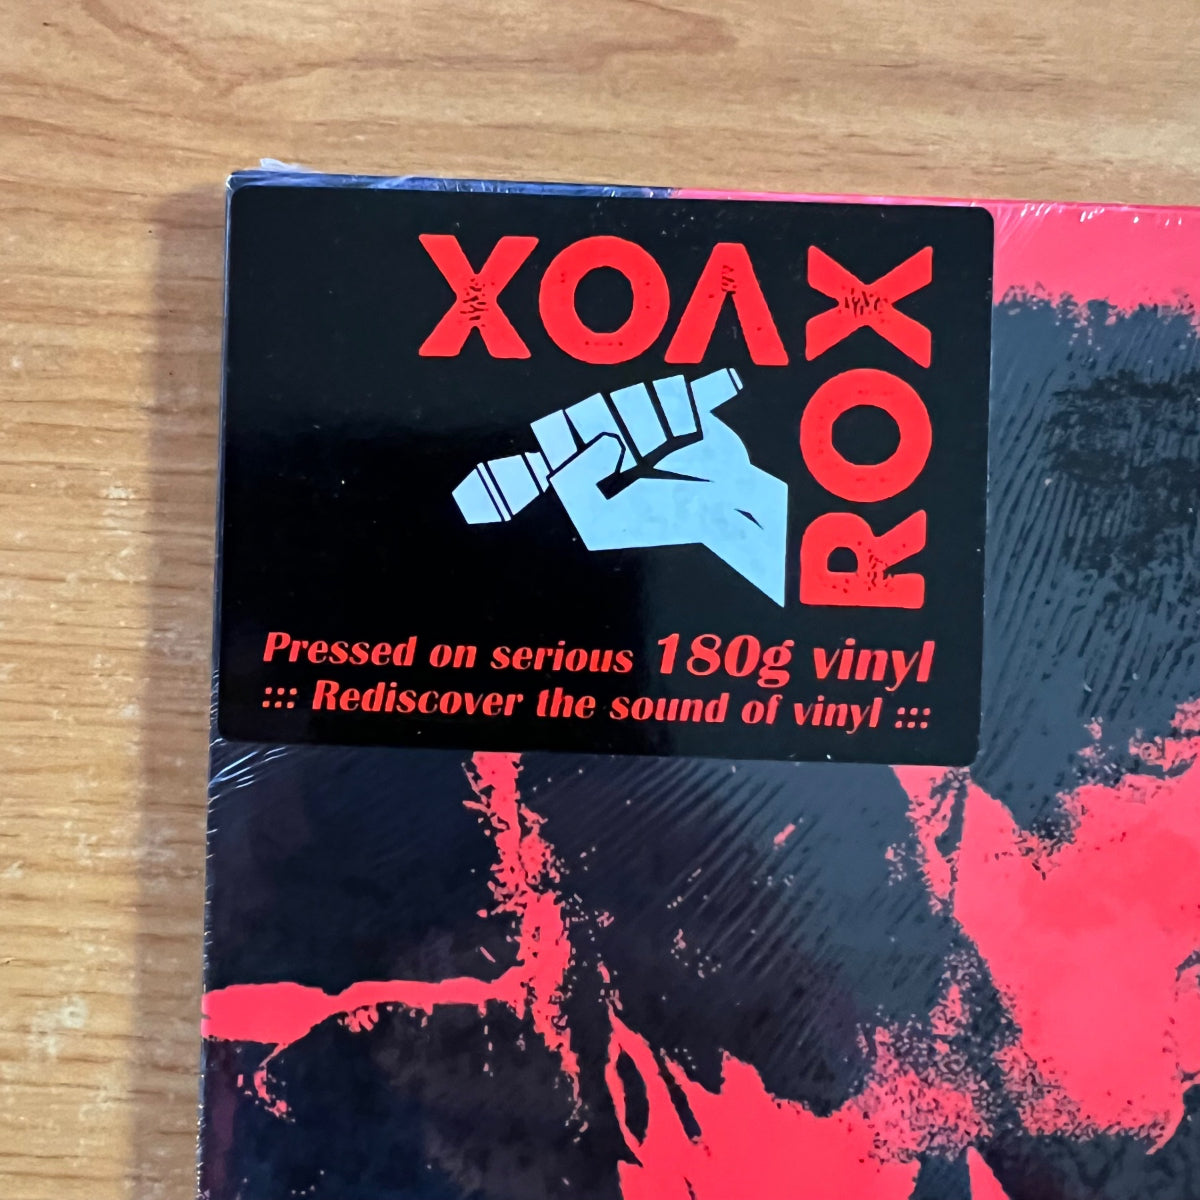 VOX
ROX
Pressed on serious 180g vinyl
::: Rediscover the sound of vinyl :::